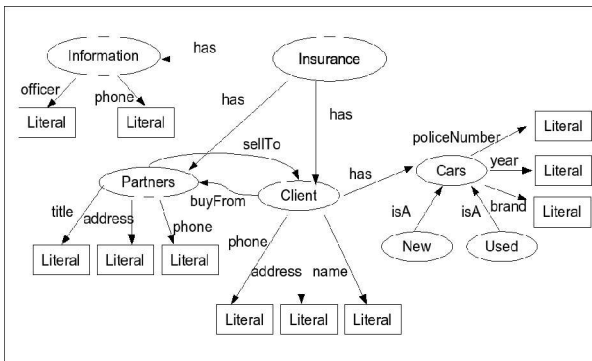 Information
has
Insurance
officer
phone
Literal
Literal
has
has
sellTo
policeNumber
Literal
Partners
buyFrom
Client
has
Cars
year
Literal
brand
Literal
title
address
phone
isA
isA
New
Used
Literal
Literal
Literal
phone
address
name
Literal
Literal
Literal